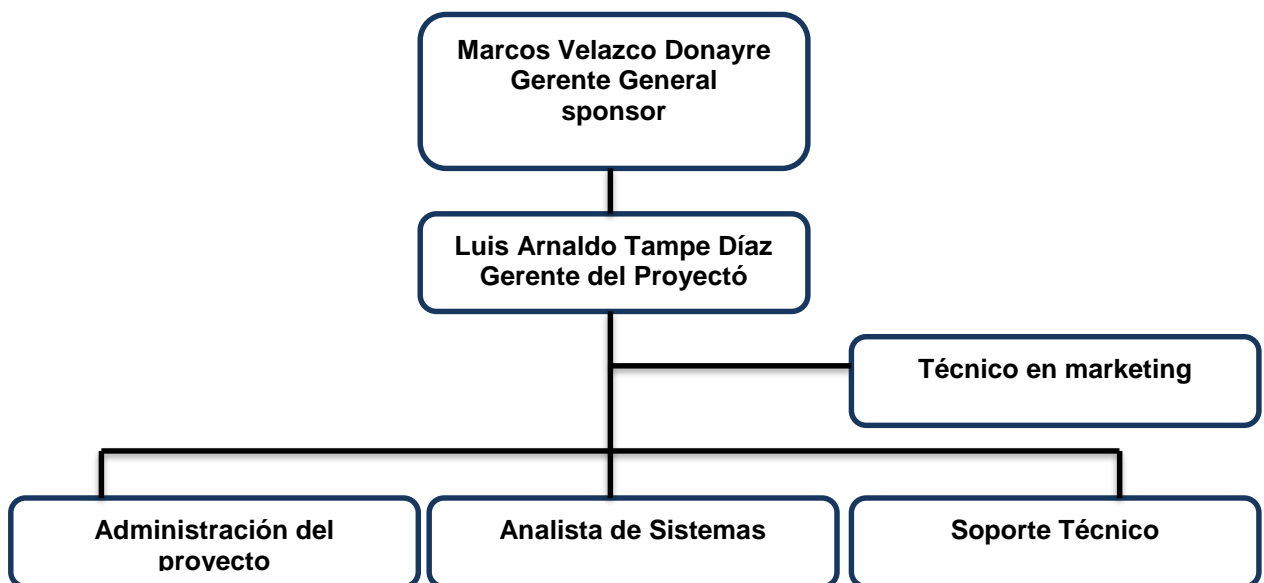 Marcos Velazco Donayre
Gerente General
sponsor
Luis Arnaldo Tampe Díaz
Gerente del Proyectó
Técnico en marketing
Administración del
proyecto
Analista de Sistemas
Soporte Técnico